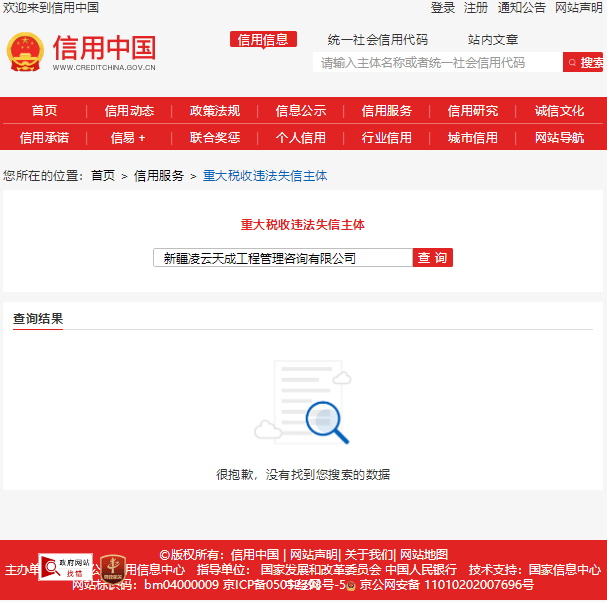 欢迎来到信用中国 登录 注册 通知公告 网站声明
信用信息 统一社会信用代码 站内文章
信用中国
WWW.CREDITCHINA.GOV.CN
请输入主体名称或者统一社会信用代码 搜索
首页 信用动态 政策法规 信息公示 信用服务 信用研究 诚信文化
信用承诺 信易+ 联合奖惩 个人信用 行业信用 城市信用 网站导航
您所在的位置： 首页 > 信用服务 > 重大税收违法失信主体
重大税收违法失信主体
新疆凌云天成工程管理咨询有限公司 查 询
查询结果
很抱歉，没有找到您搜索的数据
©版权所有：信用中国 | 网站声明| 关于我们| 网站地图
主办单 用信息中心 指导单位： 国家发展和改革委员会 中国人民银行 技术支持：国家信息中心
政府网站
找错
网站标识码：bm04000009 京ICP备 号-5 京公网安备 11010202007696号